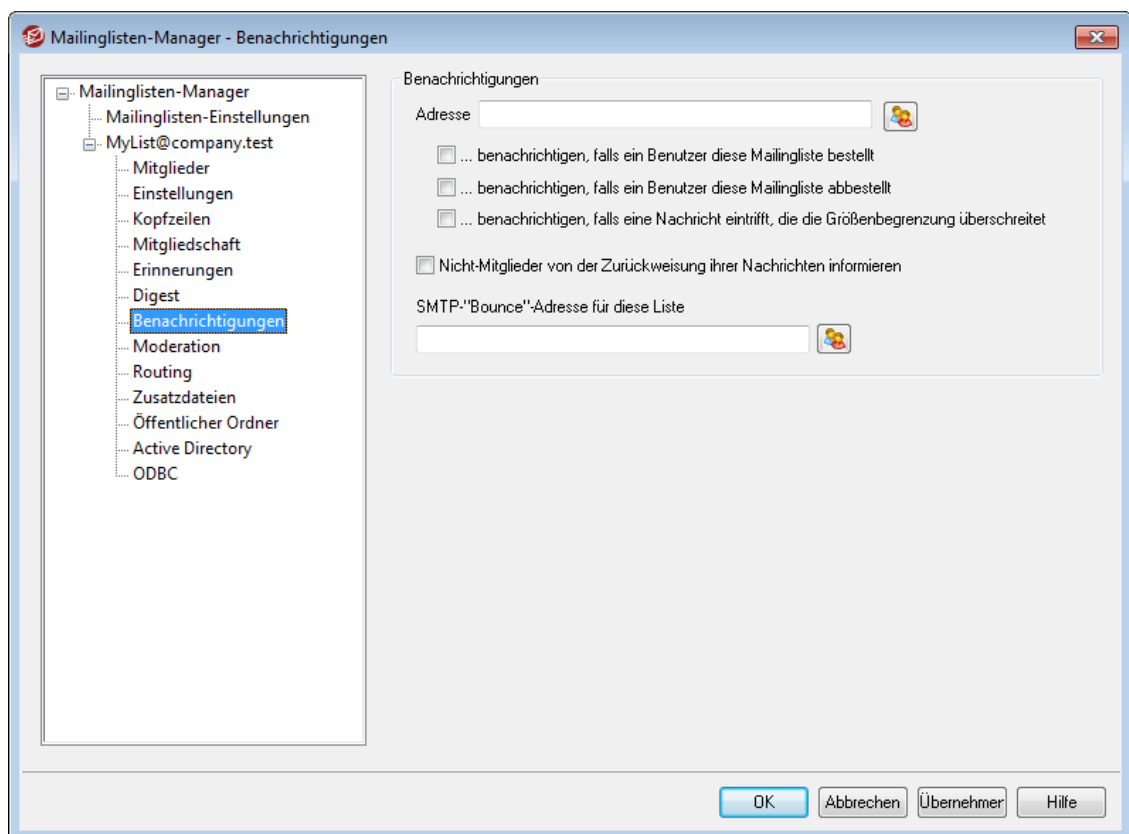 Mailinglisten-Manager - Benachrichtigungen
Mailinglisten-Manager
Mailinglisten-Einstellungen
MyList@company.test
Mitglieder
Einstellungen
Kopfzeilen
Mitgliedschaft
Erinnerungen
Digest
Benachrichtigungen
Moderation
Routing
Zusatzdateien
Öffentlicher Ordner
Active Directory
ODBC
Benachrichtigungen
Adresse
... benachrichtigen, falls ein Benutzer diese Mailingliste bestellt
... benachrichtigen, falls ein Benutzer diese Mailingliste abbestellt
... benachrichtigen, falls eine Nachricht eintrifft, die die Größenbegrenzung überschreitet
Nicht-Mitglieder von der Zurückweisung ihrer Nachrichten informieren
SMTP-"Bounce"-Adresse für diese Liste
OK
Abbrechen
Übernehmer
Hilfe